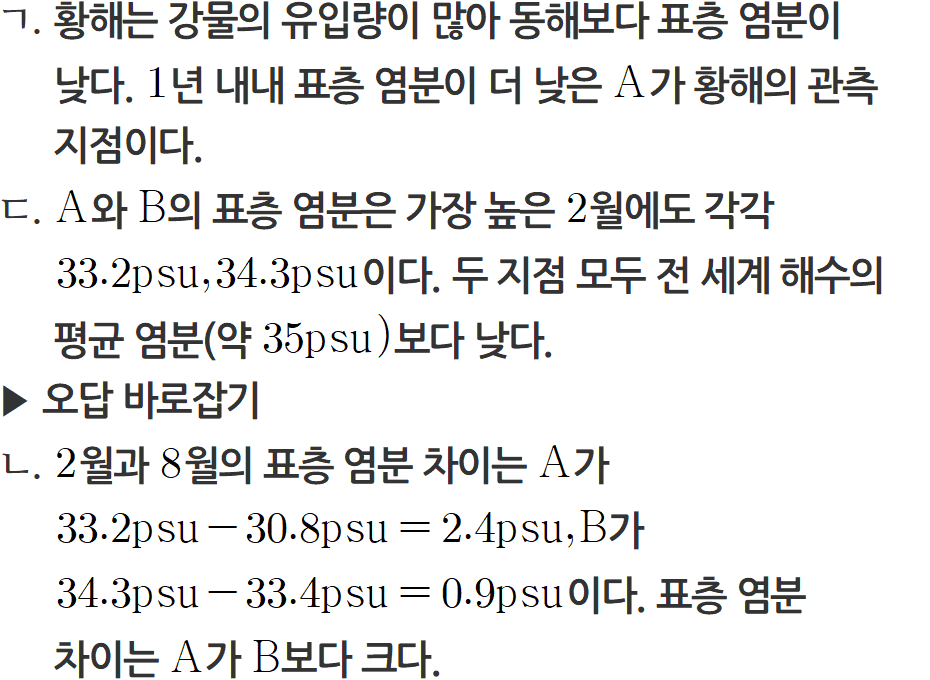 ㄱ. 황해는 강물의 유입량이 많아 동해보다 표층 염분이
낮다. 1년 내내 표층 염분이 더 낮은 A가 황해의 관측
지점이다.
ㄷ. A와 B의 표층 염분은 가장 높은 2월에도 각각
33.2psu,34.3psu이다. 두 지점 모두 전 세계 해수의
평균 염분(약 35psu)보다 낮다.
▶ 오답 바로잡기
ㄴ. 2월과 8월의 표층 염분 차이는 A가
33.2psu－30.8psu＝2.4psu,B가
34.3psu－33.4psu＝0.9psu이다. 표층 염분
차이는 A가 B보다 크다.